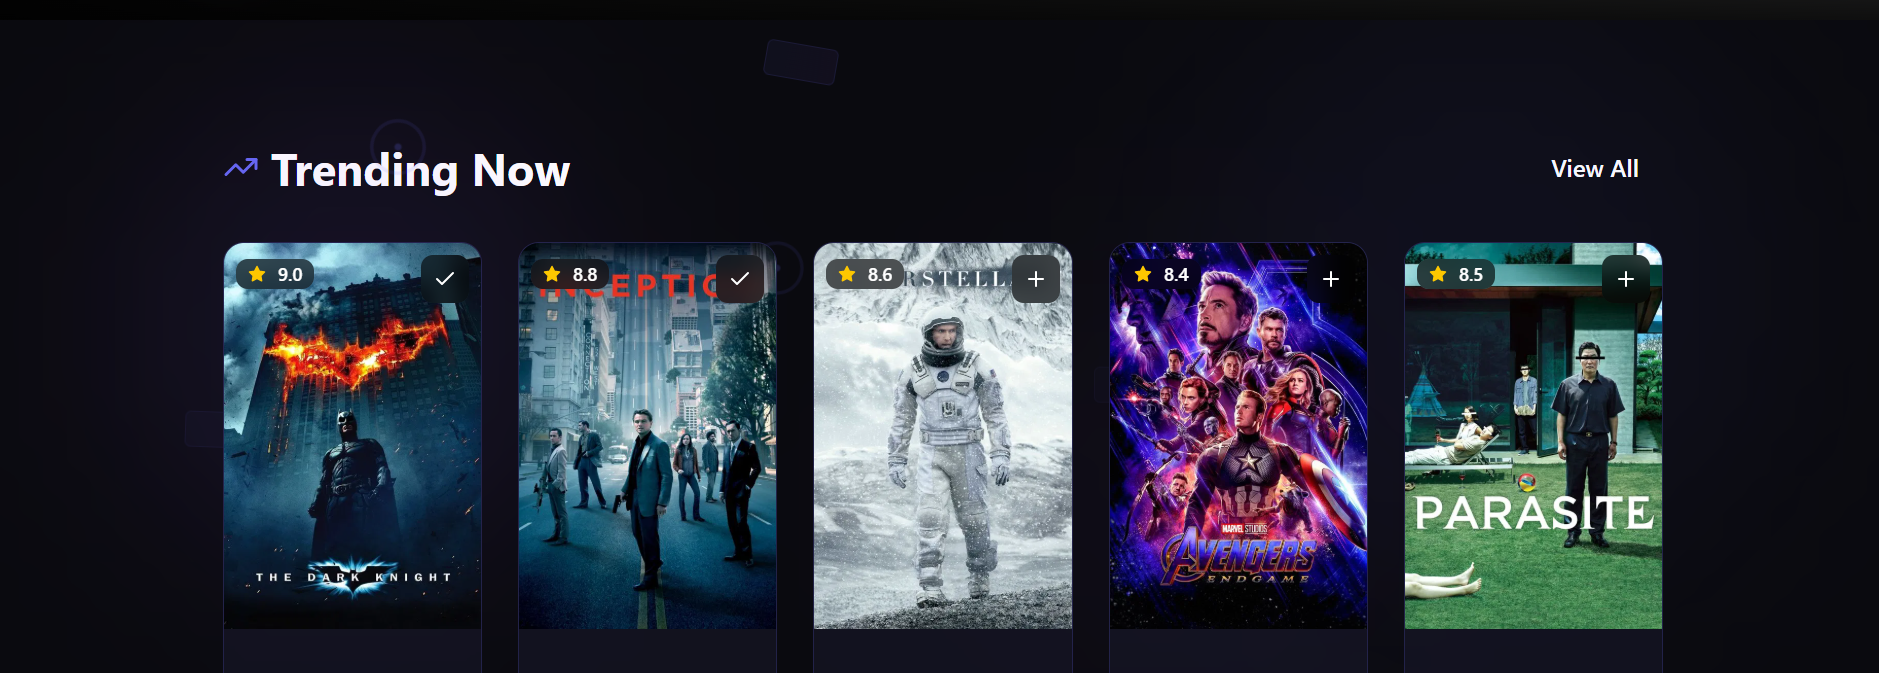 Trending Now
View All
9.0
8.8
8.6
8.4
8.5
THE DARK KNIGHT
MARVEL STUDIOS
AVENGERS
ENDGAME
PARASITE